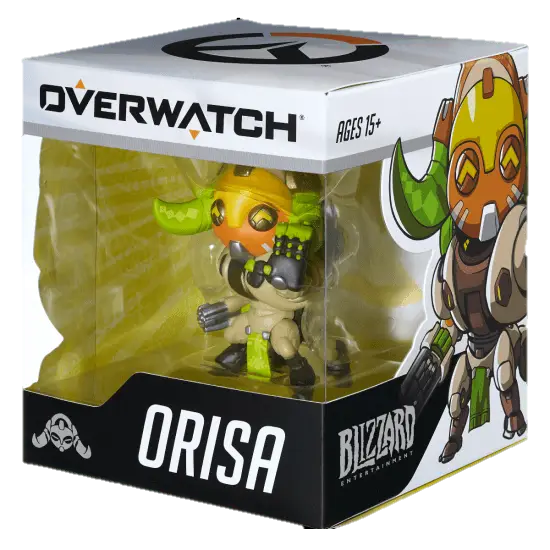 OVERWATCH®
AGES 15+
ORISA
BLIZZARD
ENTERTAINMENT